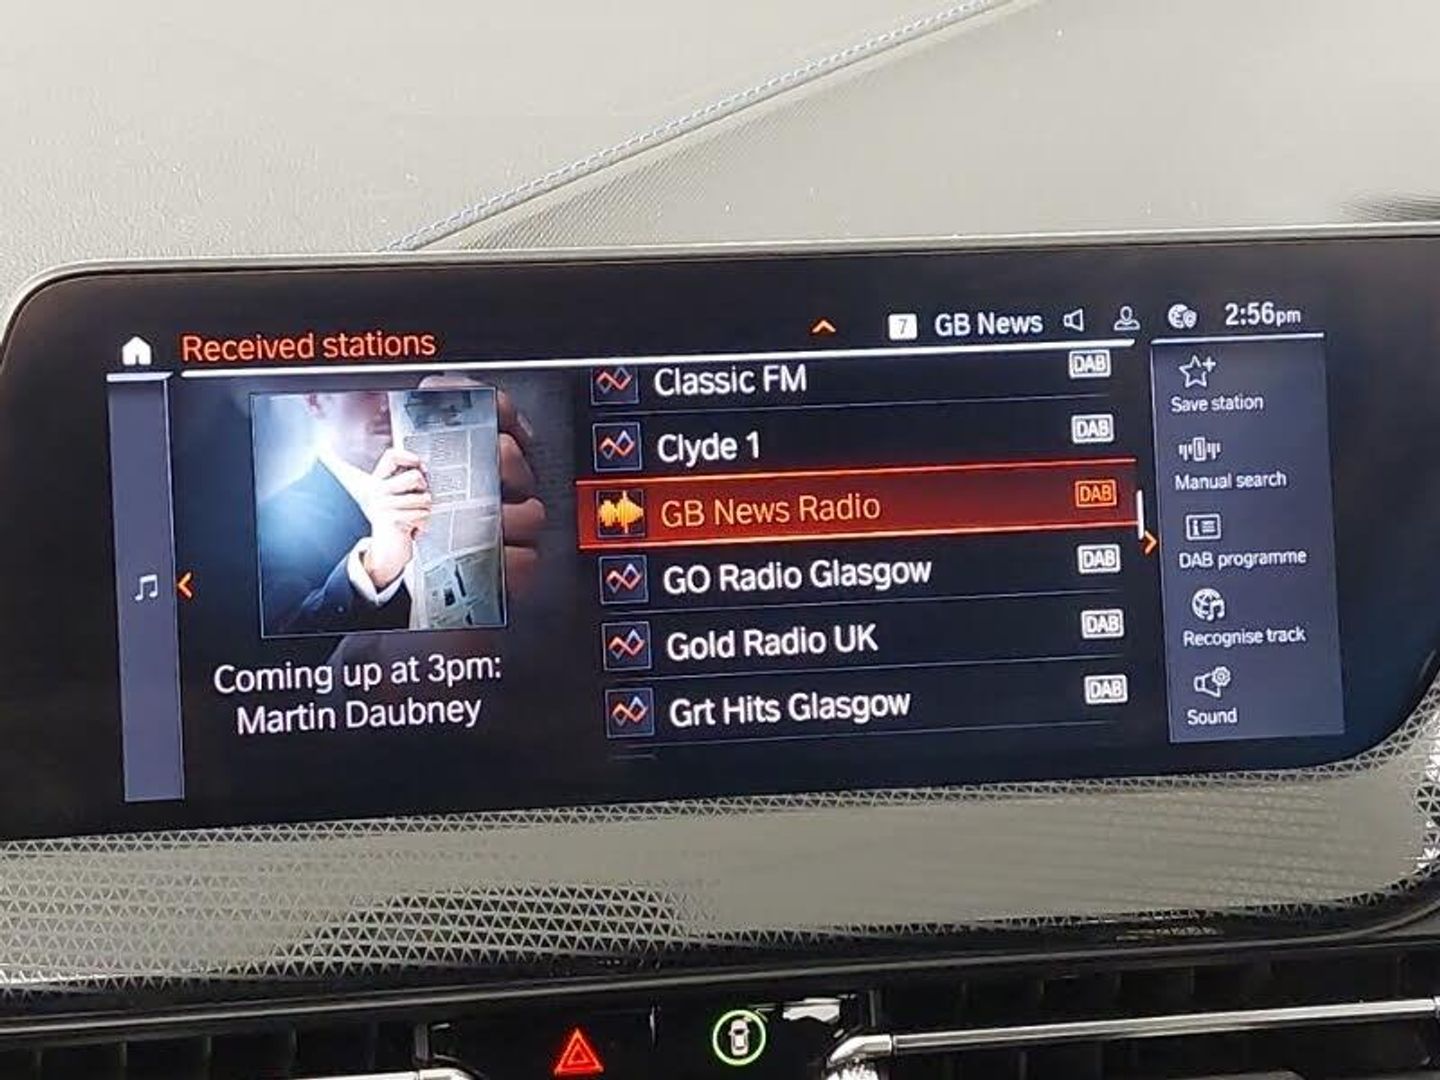 Received stations
7 GB News 2:56pm
Classic FM DAB
Clyde 1 DAB
GB News Radio DAB
GO Radio Glasgow DAB
Gold Radio UK DAB
Grt Hits Glasgow DAB
Coming up at 3pm:
Martin Daubney
Save station
Manual search
DAB programme
Recognise track
Sound